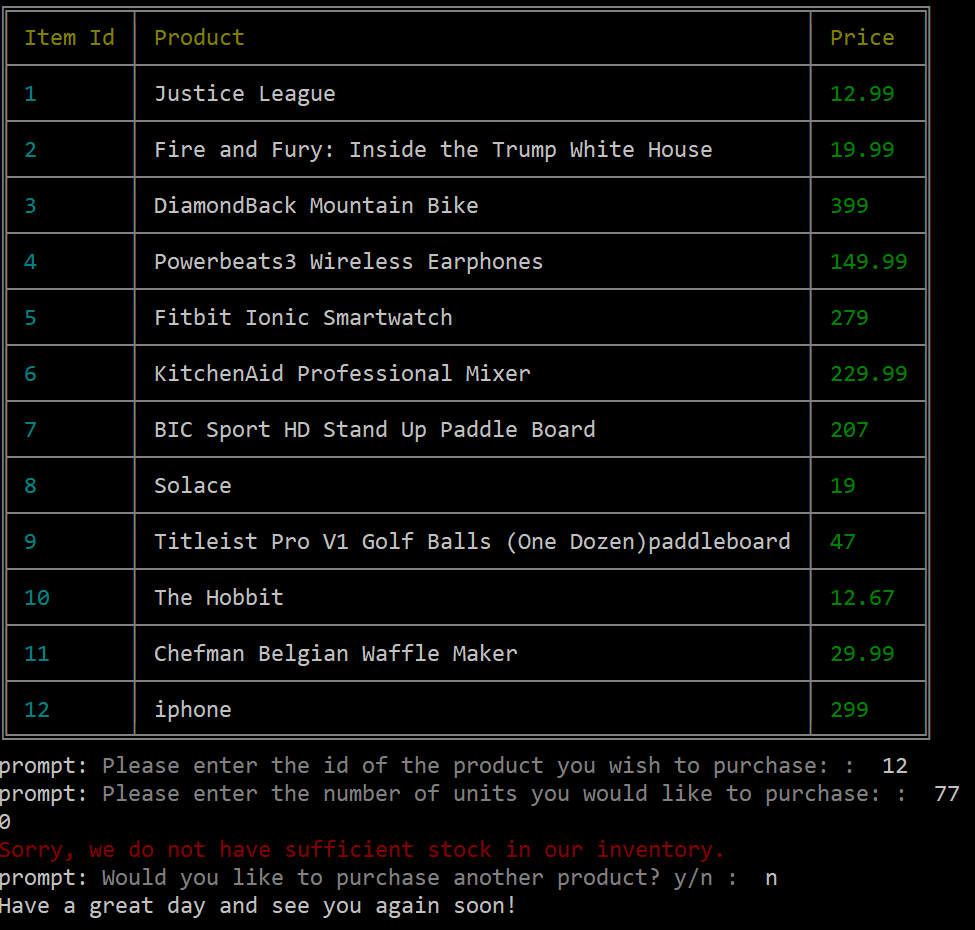 Item Id Product Price
1 Justice League 12.99
2 Fire and Fury: Inside the Trump White House 19.99
3 DiamondBack Mountain Bike 399
4 Powerbeats3 Wireless Earphones 149.99
5 Fitbit Ionic Smartwatch 279
6 KitchenAid Professional Mixer 229.99
7 BIC Sport HD Stand Up Paddle Board 207
8 Solace 19
9 Titleist Pro V1 Golf Balls (One Dozen)paddleboard 47
10 The Hobbit 12.67
11 Chefman Belgian Waffle Maker 29.99
12 iphone 299
prompt: Please enter the id of the product you wish to purchase: :  12
prompt: Please enter the number of units you would like to purchase: :  77
0
Sorry, we do not have sufficient stock in our inventory.
prompt: Would you like to purchase another product? y/n :  n
Have a great day and see you again soon!